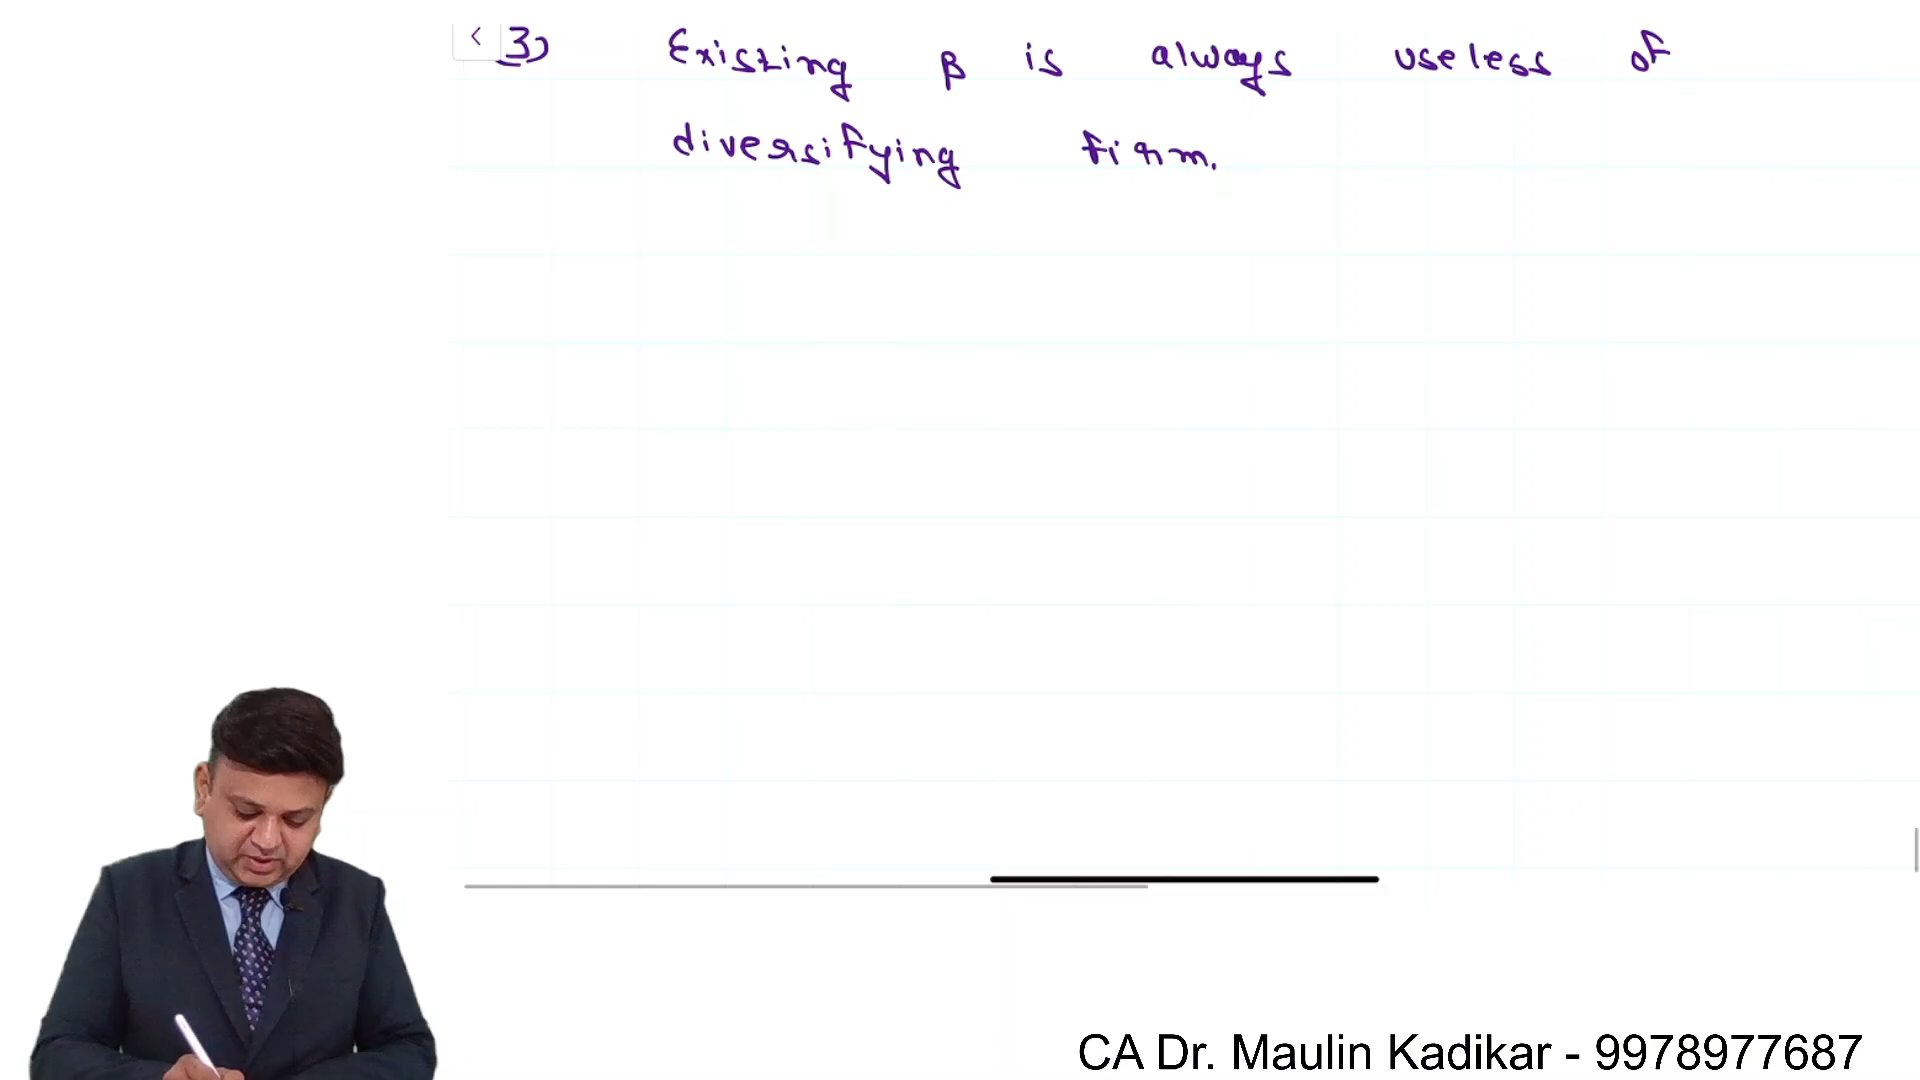 3) Existing β is always useless of
diversifying firm.
CA Dr. Maulin Kadikar - 9978977687